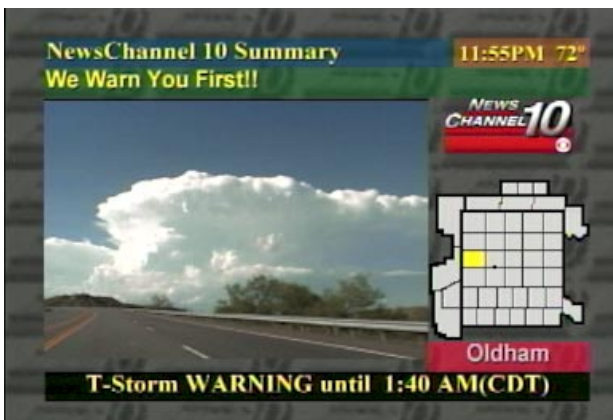 NewsChannel 10 Summary
11:55PM 72°
We Warn You First!!
NEWS
CHANNEL 10
Oldham
T-Storm WARNING until 1:40 AM(CDT)